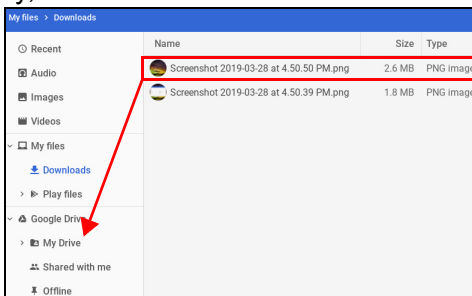 y,
My files > Downloads
Recent
Audio
Images
Videos
My files
Downloads
Play files
Google Drive
My Drive
Shared with me
Offline
Name Size Type
Screenshot 2019-03-28 at 4.50.50 PM.png 2.6 MB PNG image
Screenshot 2019-03-28 at 4.50.39 PM.png 1.8 MB PNG image